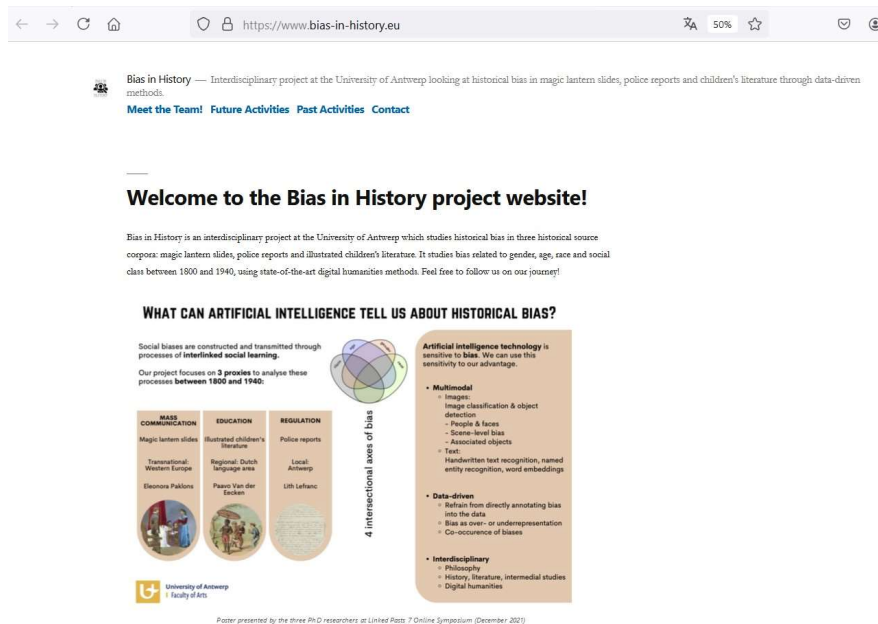 https://www.bias-in-history.eu
50%
Bias in History — Interdisciplinary project at the University of Antwerp looking at historical bias in magic lantern slides, police reports and children's literature through data-driven
methods.
Meet the Team! Future Activities Past Activities Contact
Welcome to the Bias in History project website!
Bias in History is an interdisciplinary project at the University of Antwerp which studies historical bias in three historical source
corpora: magic lantern slides, police reports and illustrated children's literature. It studies bias related to gender, age, race and social
class between 1800 and 1940, using state-of-the-art digital humanities methods. Feel free to follow us on our journey!
WHAT CAN ARTIFICIAL INTELLIGENCE TELL US ABOUT HISTORICAL BIAS?
Social biases are constructed and transmitted through
processes of interlinked social learning.
Our project focuses on 3 proxies to analyse these
processes between 1800 and 1940:
MASS
COMMUNICATION
Magic lantern slides
Transnational:
Western Europe
Eleonora Paklons
EDUCATION
Illustrated children's
literature
Regional: Dutch
language area
Paavo Van der
Eecken
REGULATION
Police reports
Local:
Antwerp
Lith Lefranc
4 intersectional axes of bias
Artificial intelligence technology is
sensitive to bias. We can use this
sensitivity to our advantage.
• Multimodal
○ Images:
Image classification & object
detection
- People & faces
- Scene-level bias
- Associated objects
○ Text:
Handwritten text recognition, named
entity recognition, word embeddings
• Data-driven
○ Refrain from directly annotating bias
into the data
○ Bias as over- or underrepresentation
○ Co-occurence of biases
• Interdisciplinary
○ Philosophy
○ History, literature, intermedial studies
○ Digital humanities
University of Antwerp
Faculty of Arts
Poster presented by the three PhD researchers at Linked Pasts 7 Online Symposium (December 2021)